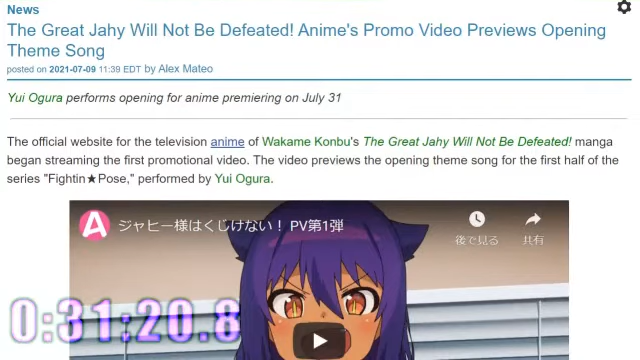 News
The Great Jahy Will Not Be Defeated! Anime's Promo Video Previews Opening
Theme Song
posted on 2021-07-09 11:39 EDT by Alex Mateo
Yui Ogura performs opening for anime premiering on July 31
The official website for the television anime of Wakame Konbu's The Great Jahy Will Not Be Defeated! manga
began streaming the first promotional video. The video previews the opening theme song for the first half of the
series "Fightin★Pose," performed by Yui Ogura.
ジャヒー様はくじけない！ PV第1弾
後で見る
共有
0:31:20.8